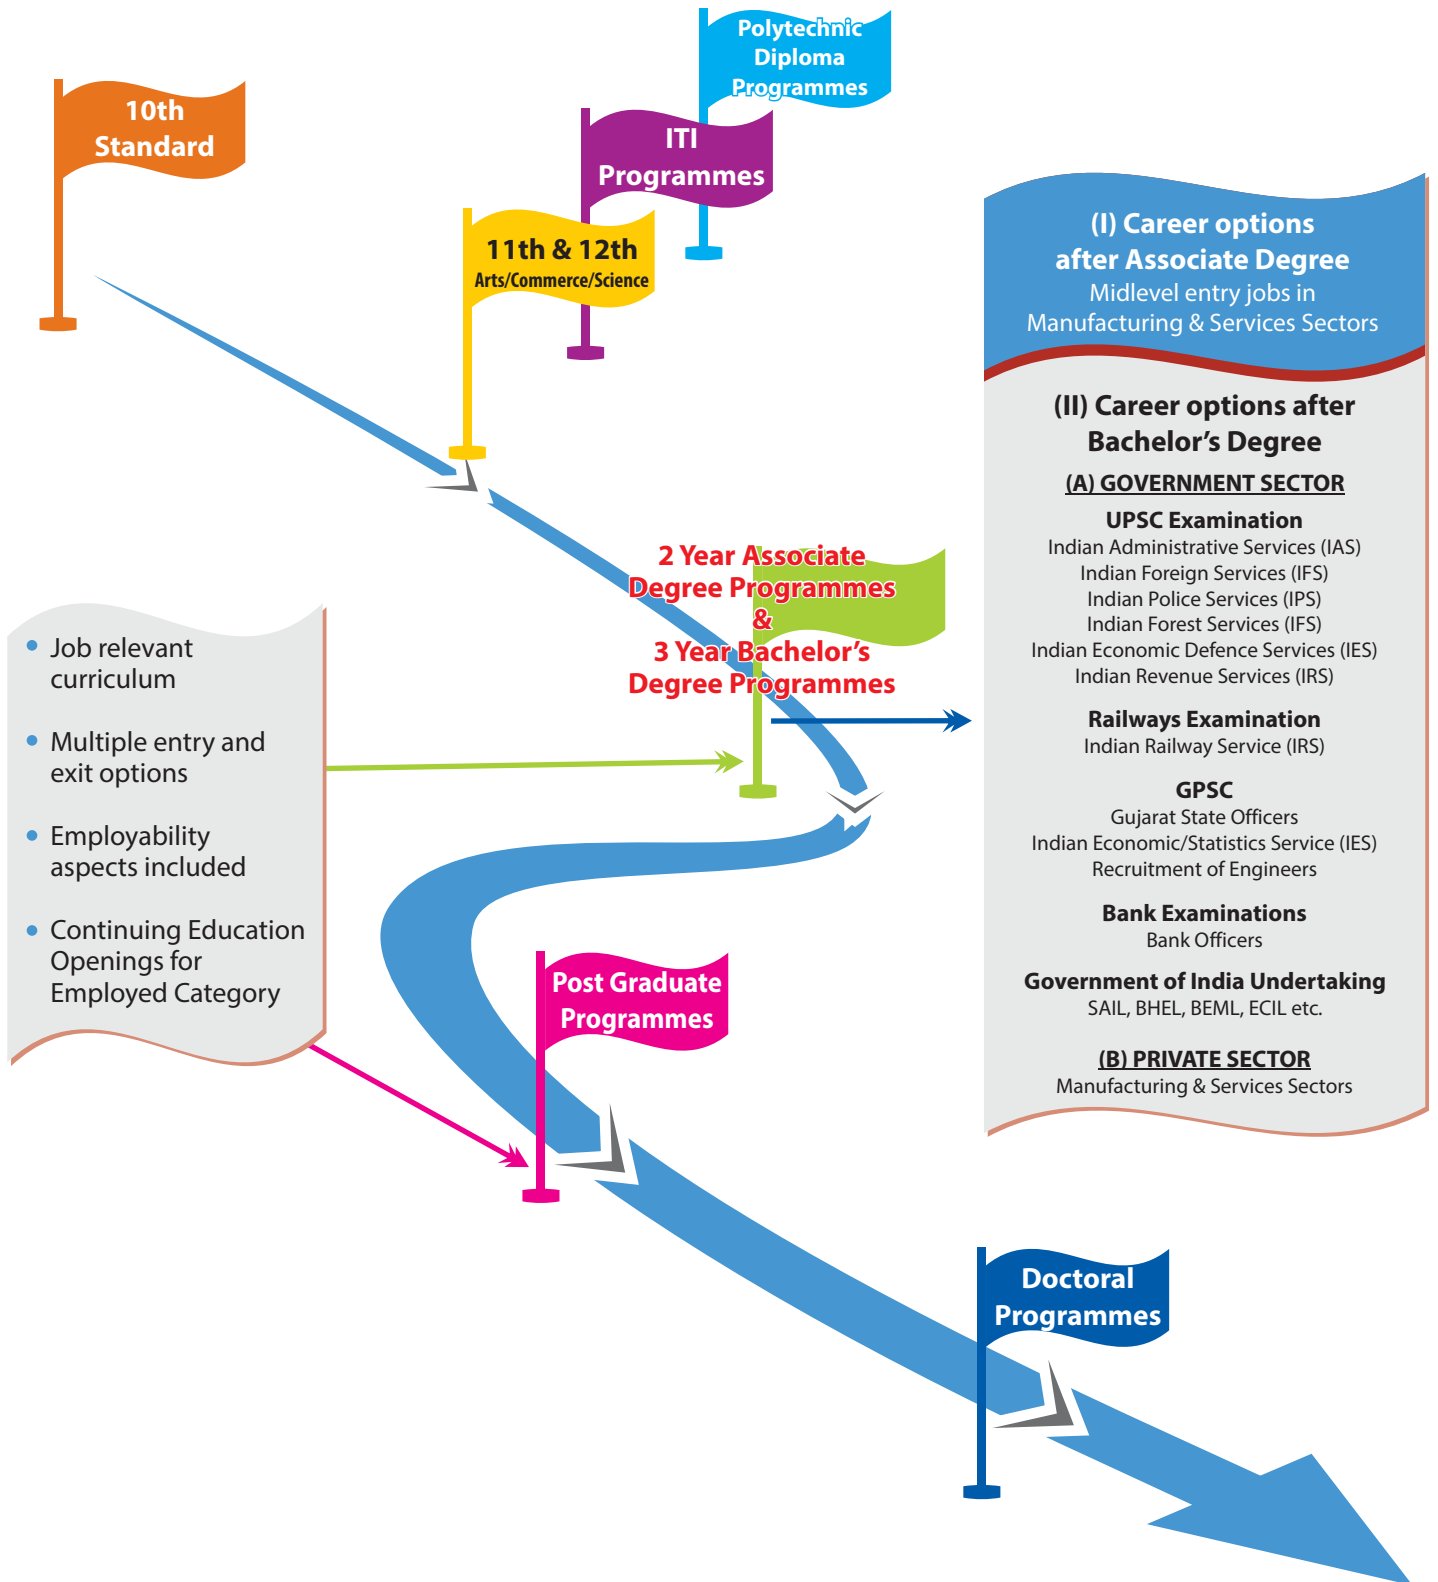 Polytechnic
Diploma
Programmes
10th
Standard
ITI
Programmes
11th & 12th
Arts/Commerce/Science
2 Year Associate
Degree Programmes
&
3 Year Bachelor's
Degree Programmes
• Job relevant
curriculum
• Multiple entry and
exit options
• Employability
aspects included
• Continuing Education
Openings for
Employed Category
Post Graduate
Programmes
Doctoral
Programmes
(I) Career options
after Associate Degree
Midlevel entry jobs in
Manufacturing & Services Sectors
(II) Career options after
Bachelor's Degree
(A) GOVERNMENT SECTOR
UPSC Examination
Indian Administrative Services (IAS)
Indian Foreign Services (IFS)
Indian Police Services (IPS)
Indian Forest Services (IFS)
Indian Economic Defence Services (IES)
Indian Revenue Services (IRS)
Railways Examination
Indian Railway Service (IRS)
GPSC
Gujarat State Officers
Indian Economic/Statistics Service (IES)
Recruitment of Engineers
Bank Examinations
Bank Officers
Government of India Undertaking
SAIL, BHEL, BEML, ECIL etc.
(B) PRIVATE SECTOR
Manufacturing & Services Sectors